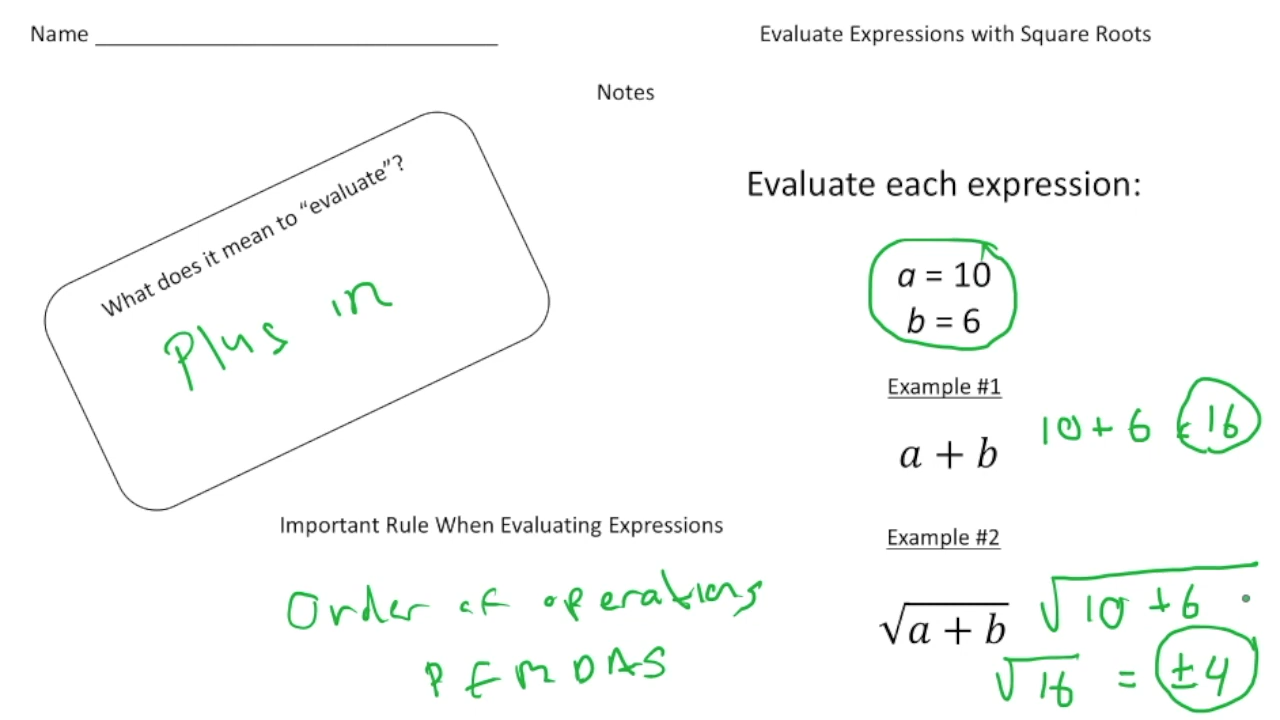 Name
Evaluate Expressions with Square Roots
Notes
What does it mean to “evaluate”?
Plug in
Important Rule When Evaluating Expressions
Order of operations
PEMDAS
Evaluate each expression:
a = 10
b = 6
Example #1
a + b
10 + 6 = 16
Example #2
√(a + b)
√(10 + 6)
√16 = ±4